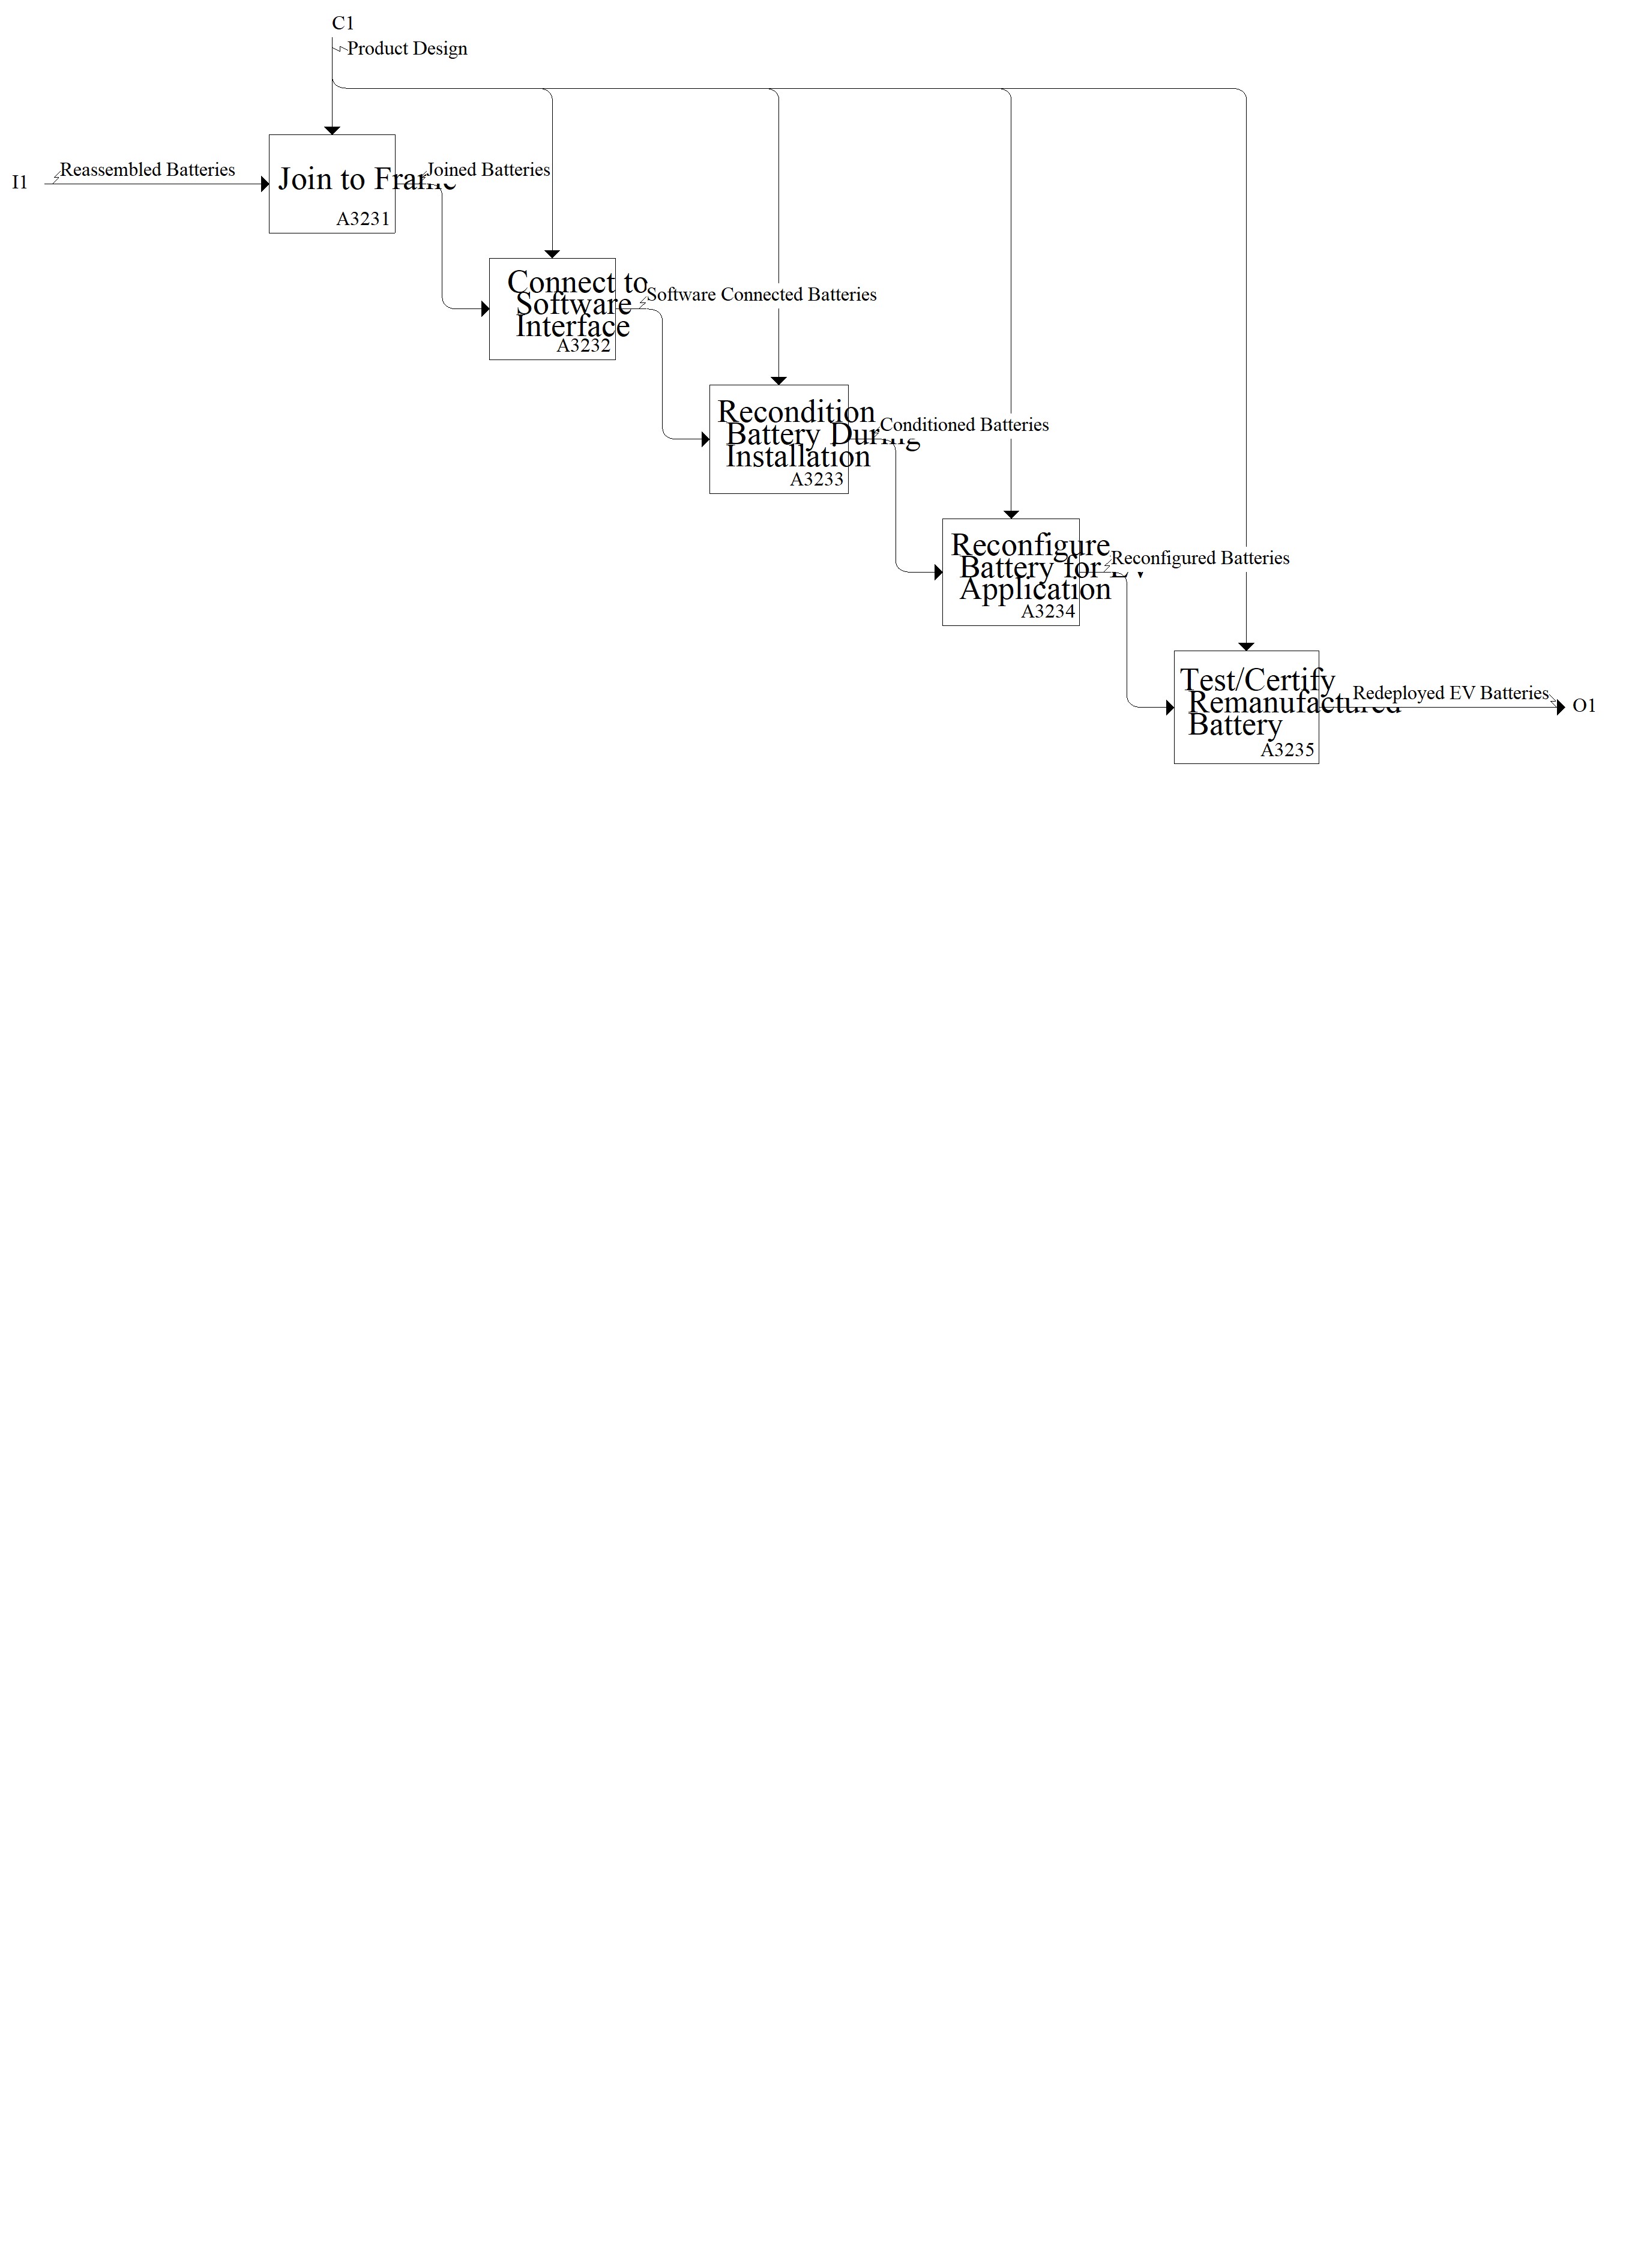 C1
Product Design
I1
Reassembled Batteries
Join to Frame
A3231
Joined Batteries
Connect to
Software
Interface
A3232
Software Connected Batteries
Recondition
Battery During
Installation
A3233
Conditioned Batteries
Reconfigure
Battery for
Application
A3234
Reconfigured Batteries
Test/Certify
Remanufactured
Battery
A3235
Redeployed EV Batteries
O1